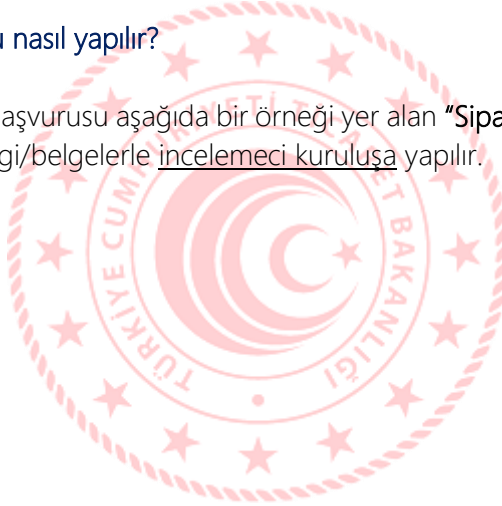 u nasıl yapılır?
aşvurusu aşağıda bir örneği yer alan "Sipa
gi/belgelerle incelemeci kuruluşa yapılır.
TÜRKİYE CUMHURİYETİ TİCARET BAKANLIĞI